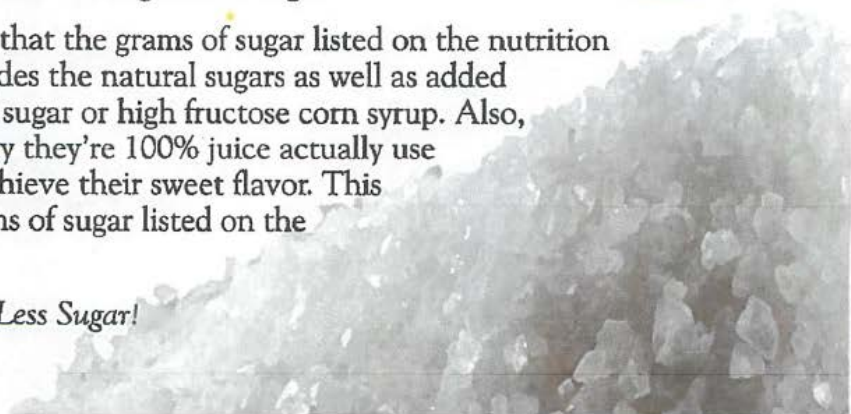 that the grams of sugar listed on the nutrition
des the natural sugars as well as added
sugar or high fructose corn syrup. Also,
y they're 100% juice actually use
hieve their sweet flavor. This
s of sugar listed on the
Less Sugar!